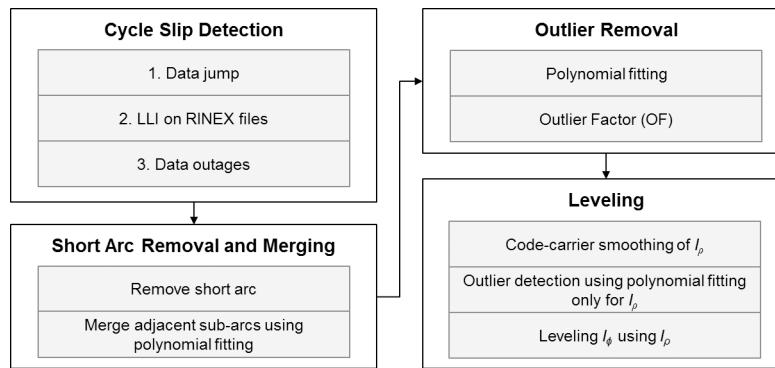 Cycle Slip Detection
1. Data jump
2. LLI on RINEX files
3. Data outages
Short Arc Removal and Merging
Remove short arc
Merge adjacent sub-arcs using
polynomial fitting
Outlier Removal
Polynomial fitting
Outlier Factor (OF)
Leveling
Code-carrier smoothing of Iρ
Outlier detection using polynomial fitting
only for Iρ
Leveling Iϕ using Iρ